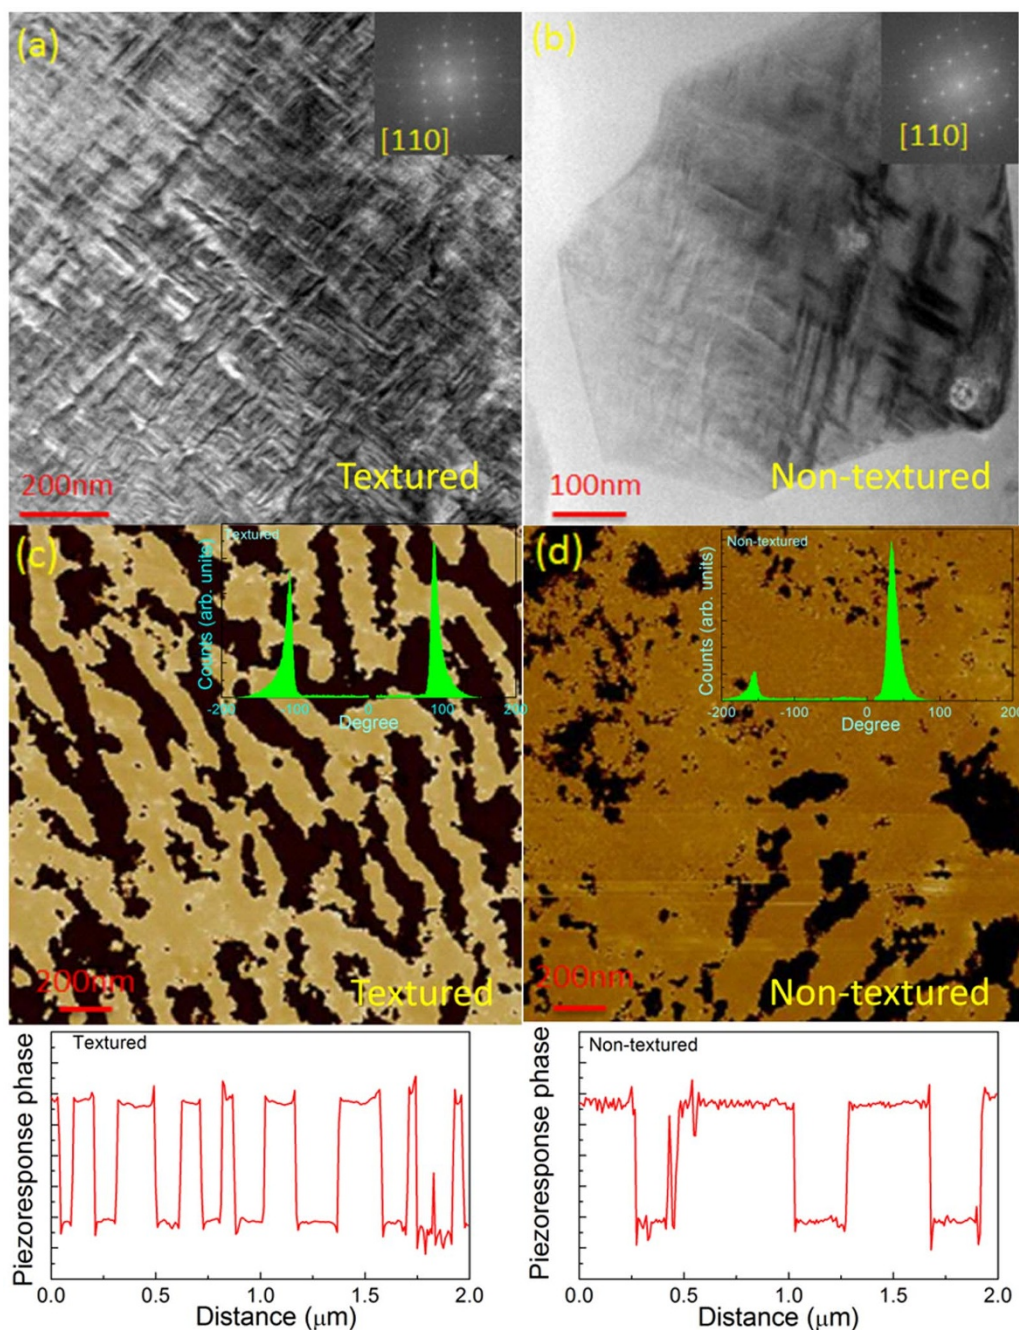 (a)
[110]
200nm
Textured
(b)
[110]
100nm
Non-textured
(c)
Textured
Counts (arb. units)
-200 -100 0 100 200
Degree
200nm
Textured
(d)
Non-textured
Counts (arb. units)
-200 -100 0 100 200
Degree
200nm
Non-textured
Textured
Piezoresponse phase
0.0 0.5 1.0 1.5 2.0
Distance (μm)
Non-textured
Piezoresponse phase
0.0 0.5 1.0 1.5 2.0
Distance (μm)